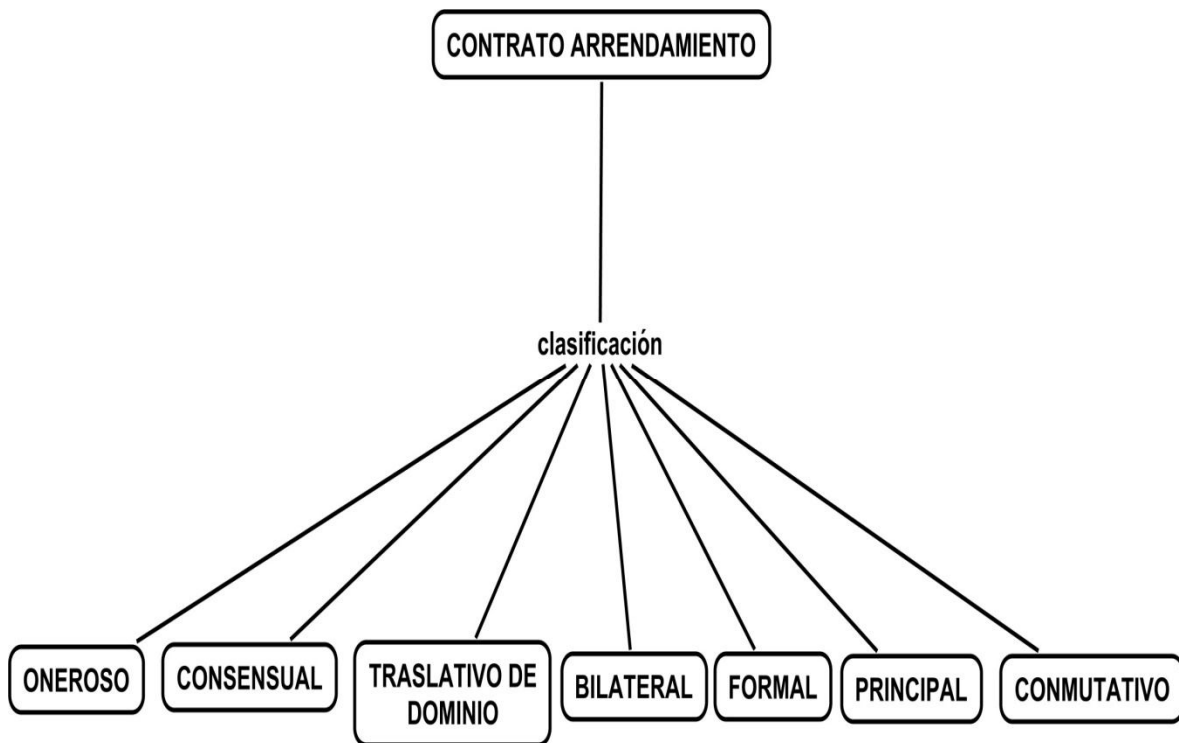 CONTRATO ARRENDAMIENTO
clasificación
ONEROSO
CONSENSUAL
TRASLATIVO DE
DOMINIO
BILATERAL
FORMAL
PRINCIPAL
CONMUTATIVO